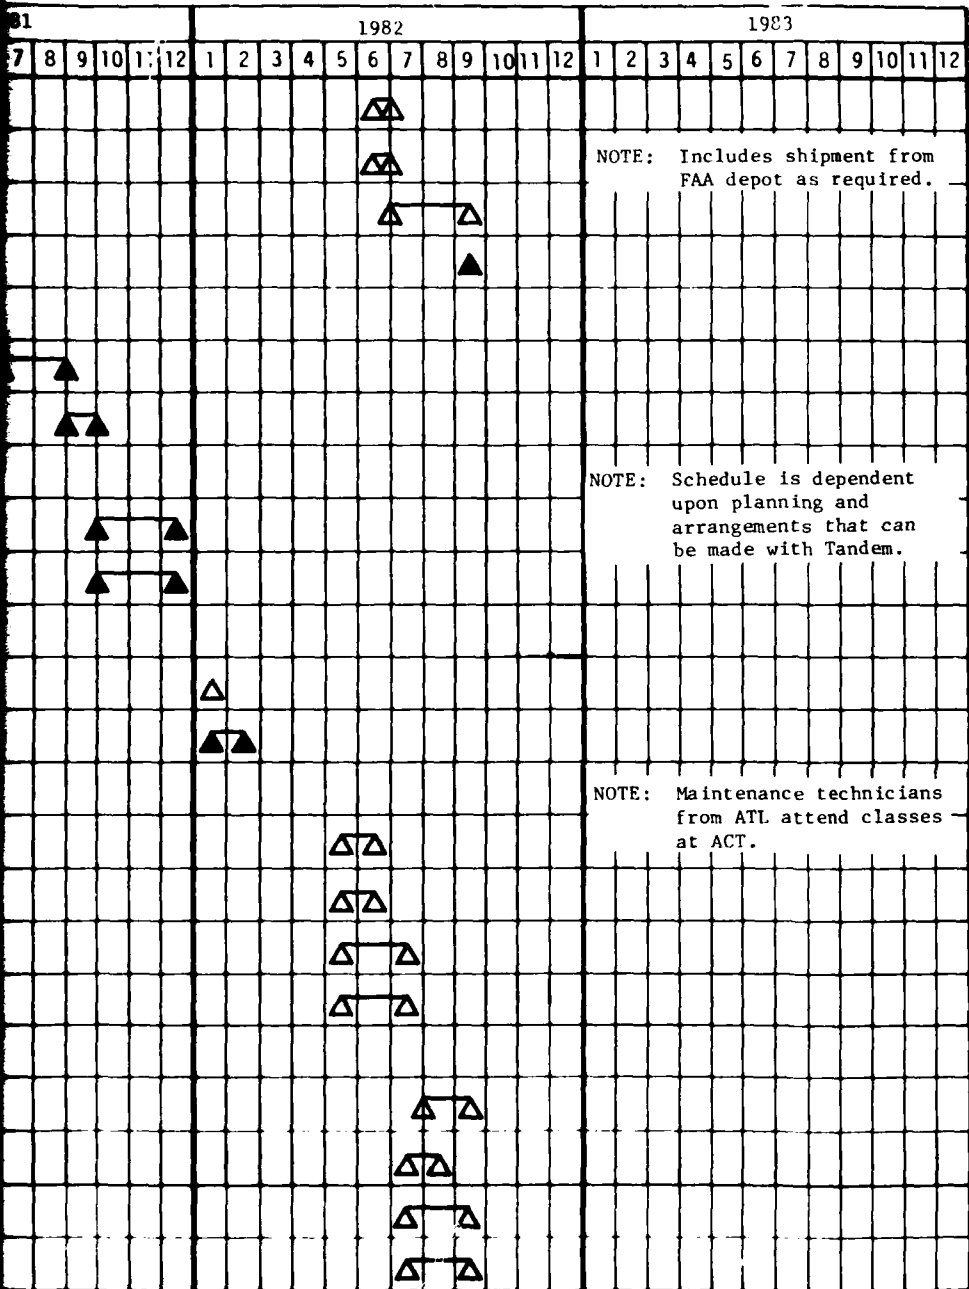 81 1982 1983
7 8 9 10 11 12 1 2 3 4 5 6 7 8 9 10 11 12 1 2 3 4 5 6 7 8 9 10 11 12
NOTE: Includes shipment from
FAA depot as required.
NOTE: Schedule is dependent
upon planning and
arrangements that can
be made with Tandem.
NOTE: Maintenance technicians
from ATL attend classes
at ACT.